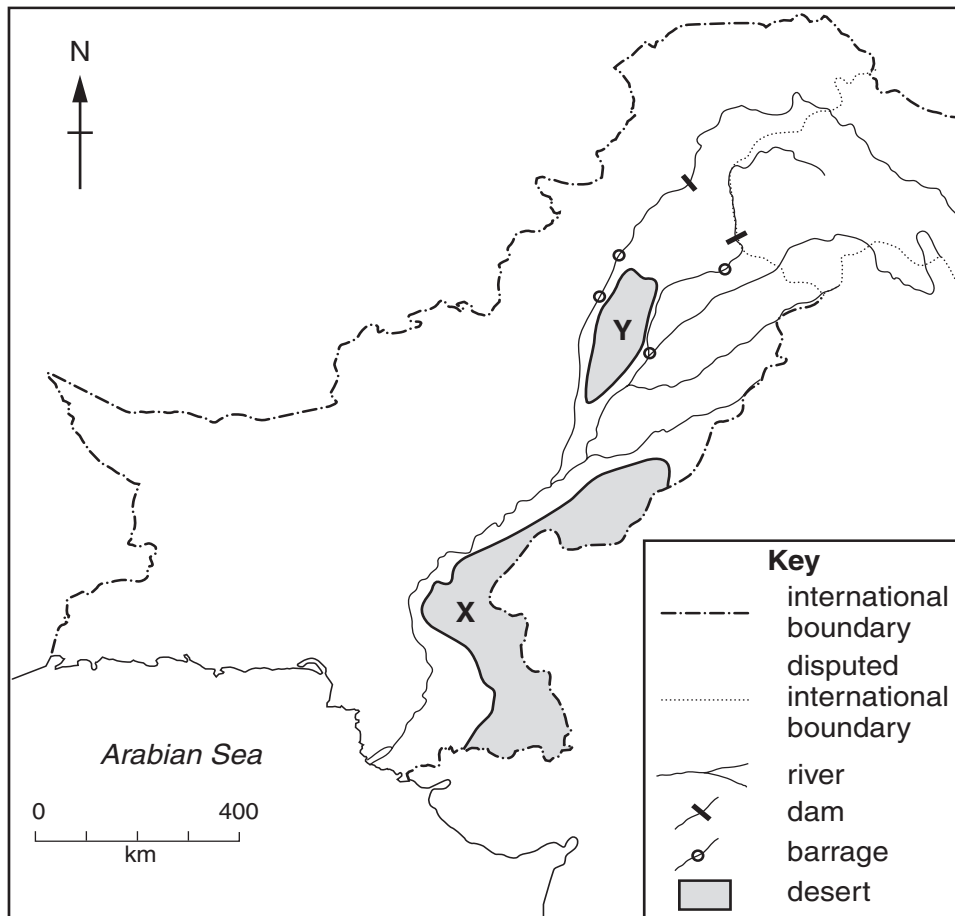 N
Y
X
Arabian Sea
0 400
km
Key
international
boundary
disputed
international
boundary
river
dam
barrage
desert